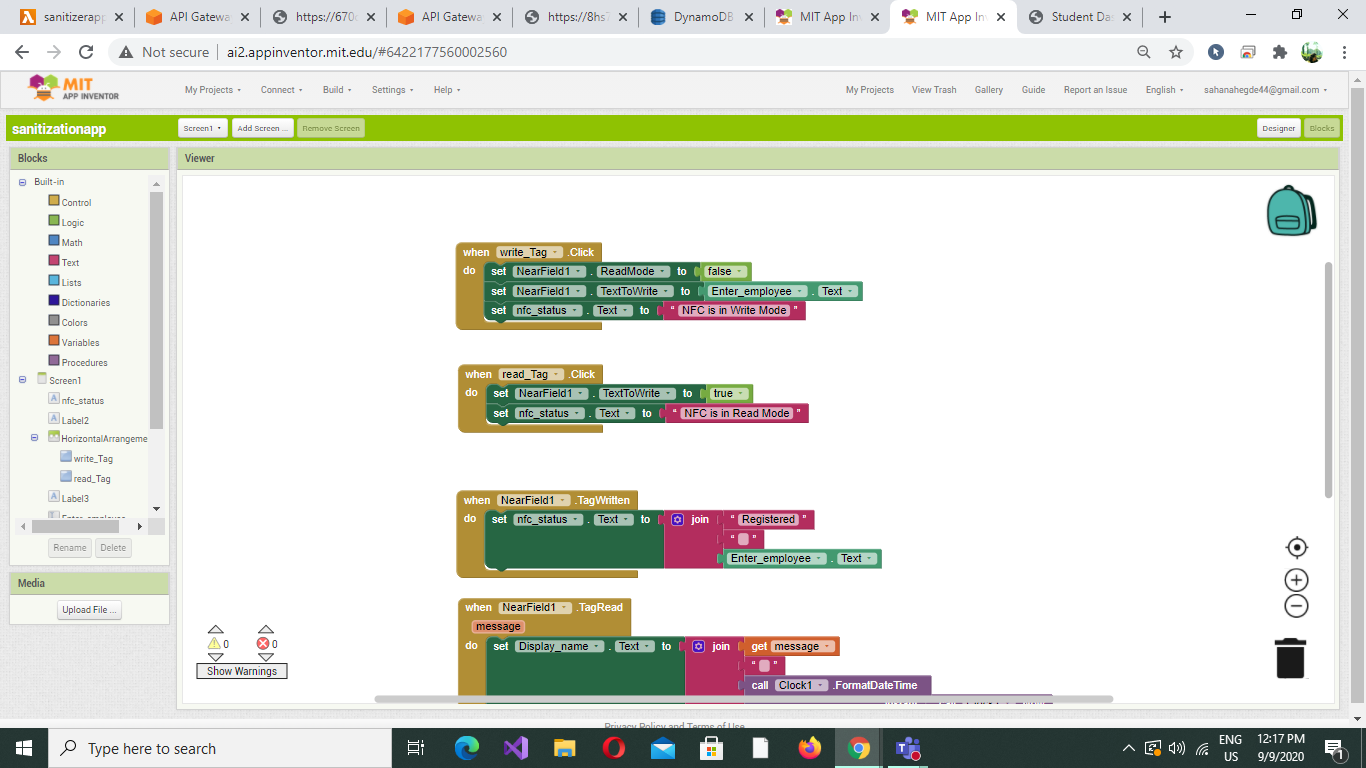 sanitizerapp
API Gatewa
https://670
API Gatewa
https://8hs
DynamoDB
MIT App In
MIT App In
Student Da
Not secure
ai2.appinventor.mit.edu/#6422177560002560
MIT
APP INVENTOR
My Projects
Connect
Build
Settings
Help
My Projects
View Trash
Gallery
Guide
Report an Issue
English
sahanahegde44@gmail.com
sanitizationapp
Screen1
Add Screen ...
Remove Screen
Designer
Blocks
Blocks
Viewer
Built-in
Control
Logic
Math
Text
Lists
Dictionaries
Colors
Variables
Procedures
Screen1
nfc_status
Label2
HorizontalArrangeme
write_Tag
read_Tag
Label3
Rename
Delete
Media
Upload File ...
when write_Tag .Click
do set NearField1 . ReadMode to false
set NearField1 . TextToWrite to Enter_employee . Text
set nfc_status . Text to " NFC is in Write Mode "
when read_Tag .Click
do set NearField1 . TextToWrite to true
set nfc_status . Text to " NFC is in Read Mode "
when NearField1 .TagWritten
do set nfc_status . Text to join " Registered "
" "
Enter_employee . Text
when NearField1 .TagRead
message
do set Display_name . Text to join get message
" "
call Clock1 .FormatDateTime
0
0
Show Warnings
Privacy Policy and Terms of Use
Type here to search
ENG
US
12:17 PM
9/9/2020
1